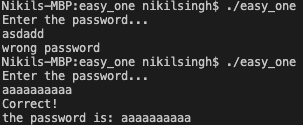 Nikils-MBP:easy_one nikilsingh$ ./easy_one
Enter the password...
asdadd
wrong password
Nikils-MBP:easy_one nikilsingh$ ./easy_one
Enter the password...
aaaaaaaaaa
Correct!
the password is: aaaaaaaaaa